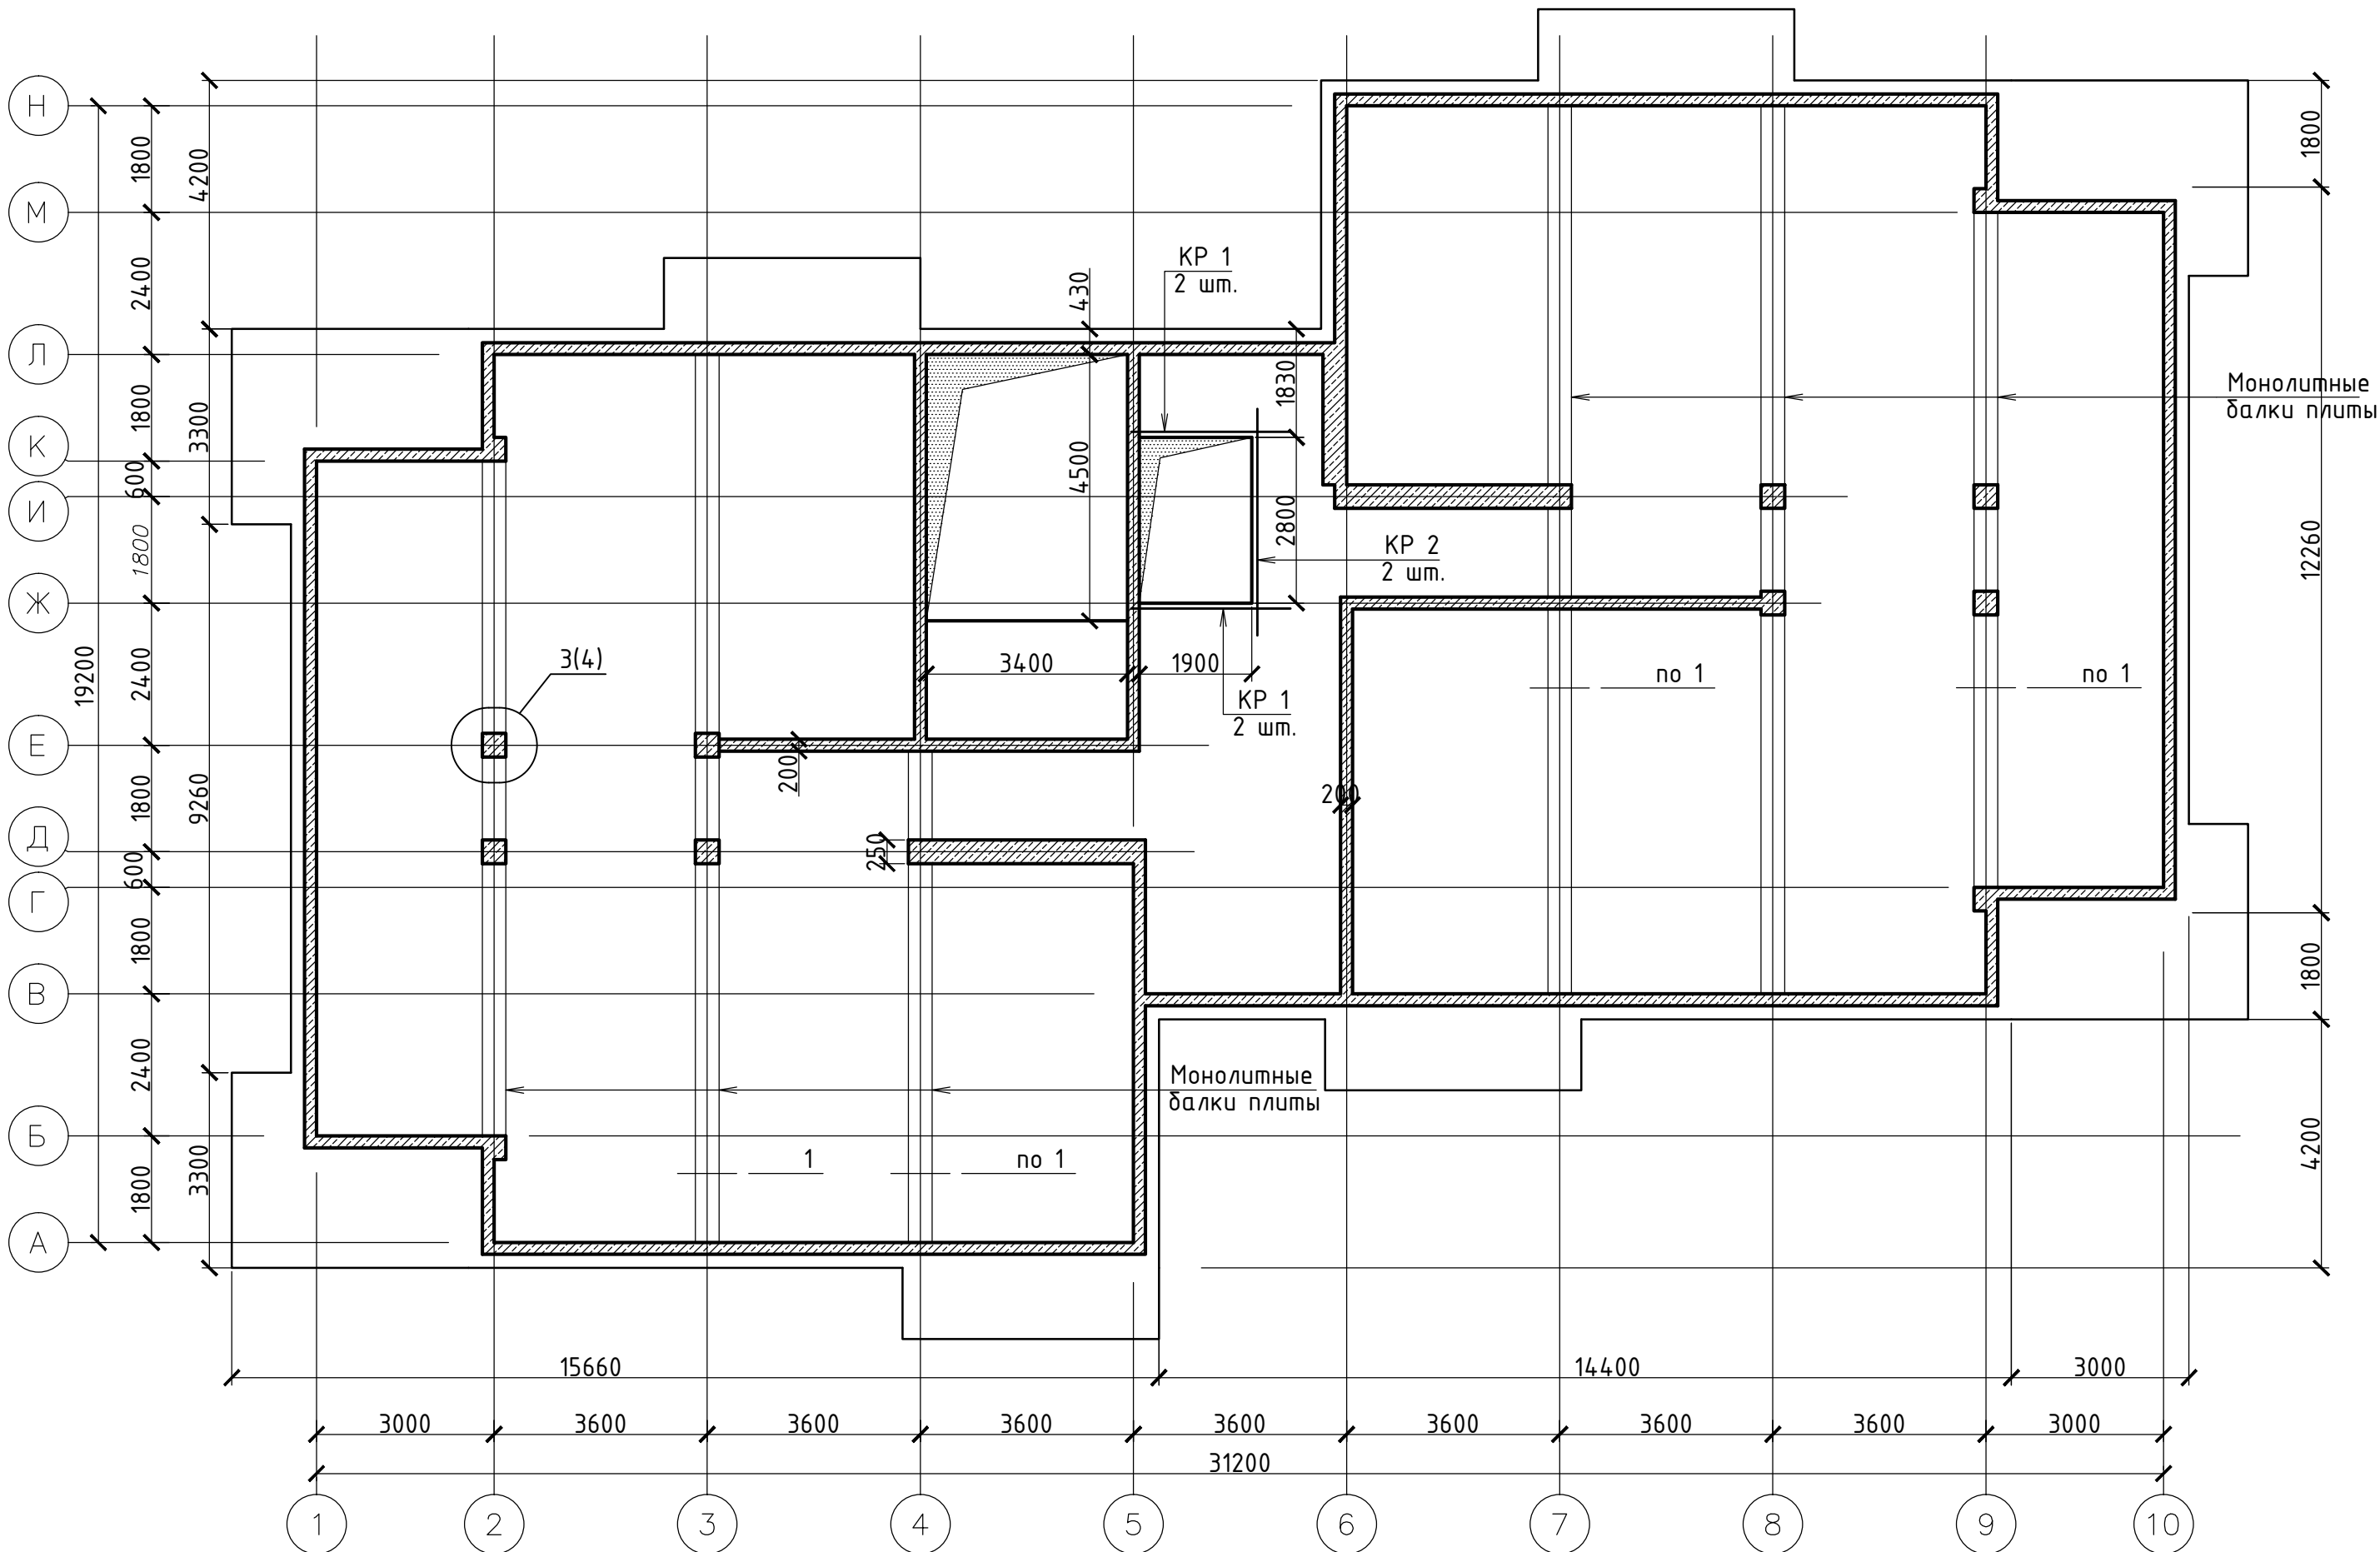 Н
М
Л
К
И
Ж
Е
Д
Г
В
Б
А
19200
1800
2400
1800
600
1800
2400
1800
600
1800
2400
1800
4200
3300
9260
3300
КР 1
2 шт.
430
4500
1830
2800
КР 2
2 шт.
3400
1900
КР 1
2 шт.
3(4)
200
250
200
Монолитные
балки плиты
по 1
по 1
Монолитные
балки плиты
1
по 1
1800
12260
1800
4200
15660
14400
3000
3000
3600
3600
3600
3600
3600
3600
3600
3000
31200
1
2
3
4
5
6
7
8
9
10